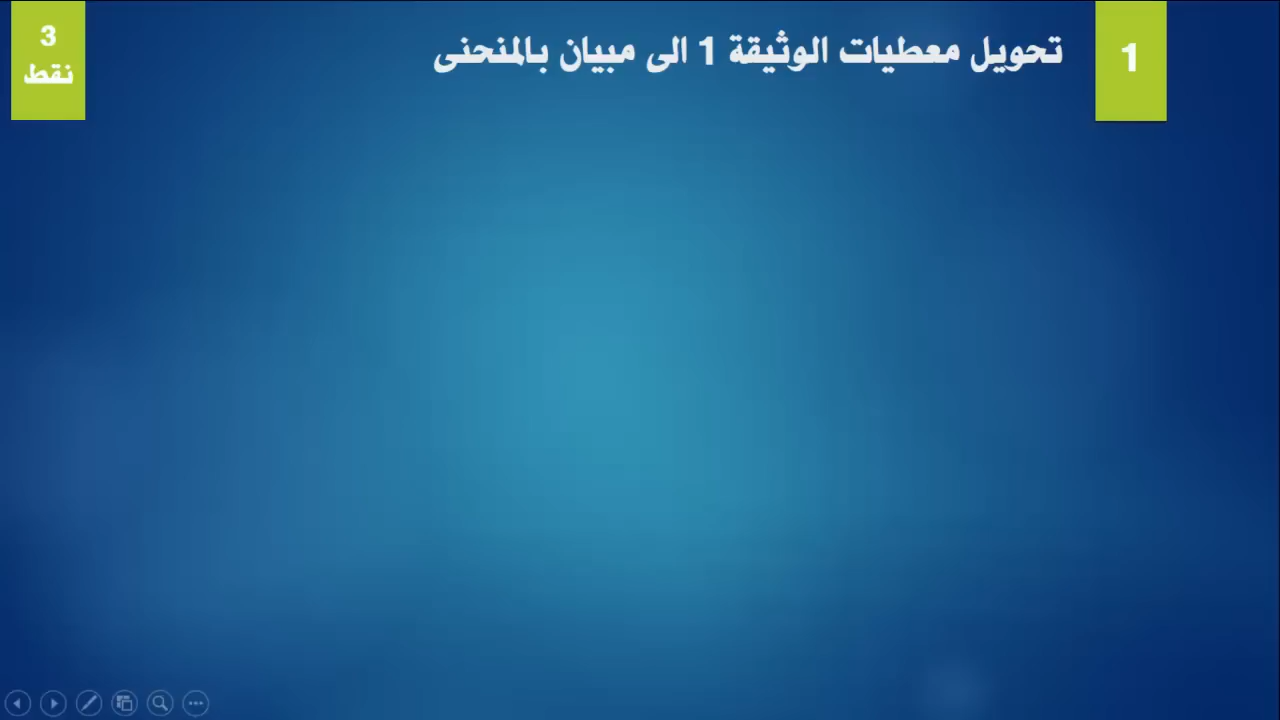 1
تحويل معطيات الوثيقة 1 الى مبيان بالمنحنى
3
نقط